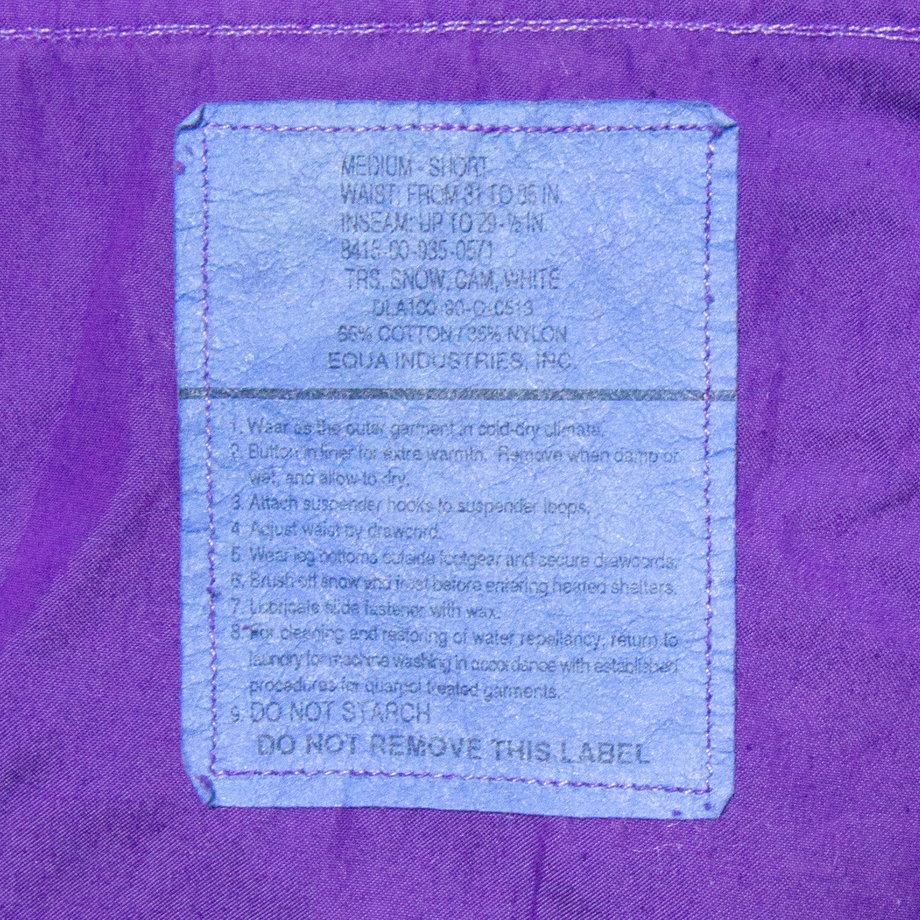 MEDIUM - SHORT
WAIST: FROM 31 TO 35 IN.
INSEAM: UP TO 29-½ IN.
8415-00-935-0571
TRS, SNOW, CAM, WHITE
DLA100-90-C-0513
65% COTTON / 35% NYLON
EQUA INDUSTRIES, INC.
1. Wear as the outer garment in cold-dry climate.
2. Button in liner for extra warmth. Remove when damp or
wet, and allow to dry.
3. Attach suspender hooks to suspender loops.
4. Adjust waist by drawcord.
5. Wear leg bottoms outside footgear and secure drawcords.
6. Brush off snow and frost before entering heated shelters.
7. Lubricate slide fastener with wax.
8. For cleaning and restoring of water repellancy, return to
laundry for machine washing in accordance with established
procedures for quarpel treated garments.
9. DO NOT STARCH
DO NOT REMOVE THIS LABEL